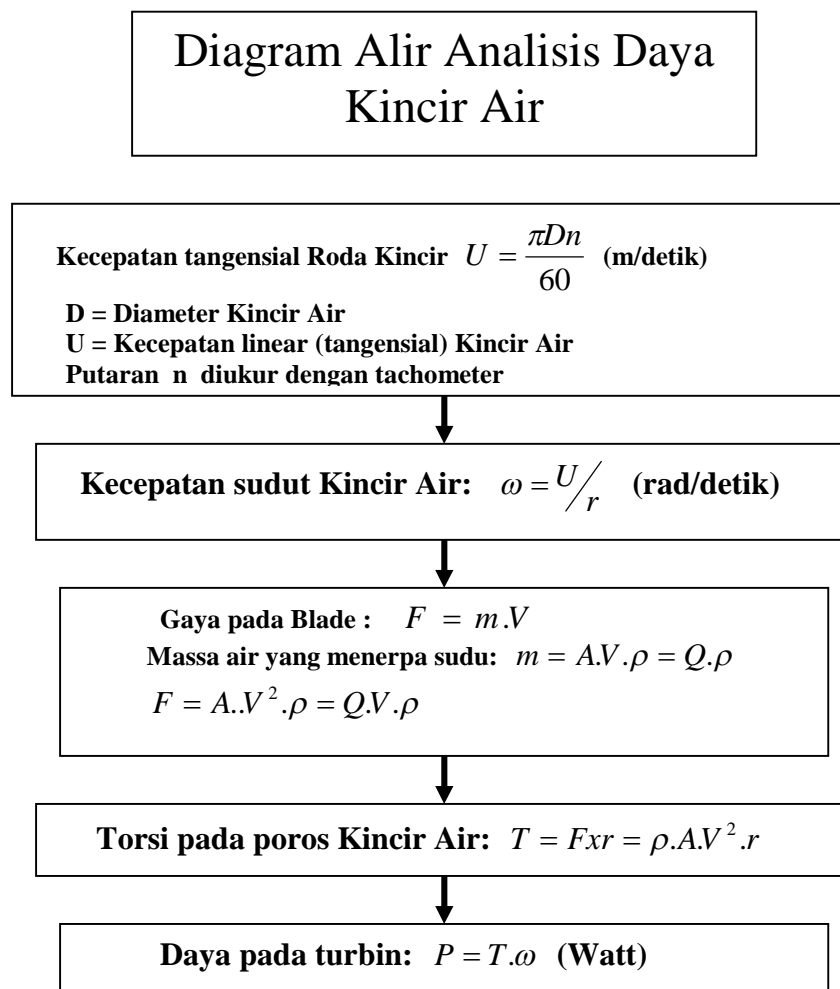 Diagram Alir Analisis Daya
Kincir Air
Kecepatan tangensial Roda Kincir U = πDn/60 (m/detik)
D = Diameter Kincir Air
U = Kecepatan linear (tangensial) Kincir Air
Putaran n diukur dengan tachometer
Kecepatan sudut Kincir Air: ω = U/r (rad/detik)
Gaya pada Blade : F = m.V
Massa air yang menerpa sudu: m = A.V.ρ = Q.ρ
F = A..V².ρ = Q.V.ρ
Torsi pada poros Kincir Air: T = Fxr = ρ.A.V².r
Daya pada turbin: P = T.ω (Watt)